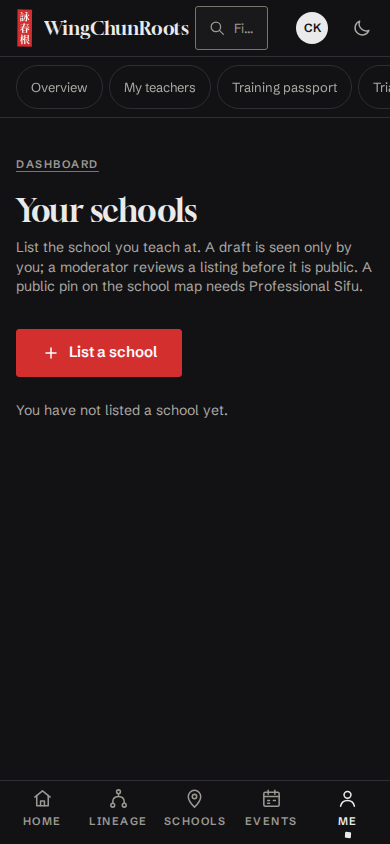 詠春根
WingChunRoots
Fi...
CK
Overview
My teachers
Training passport
Tria
DASHBOARD
Your schools
List the school you teach at. A draft is seen only by
you; a moderator reviews a listing before it is public. A
public pin on the school map needs Professional Sifu.
+ List a school
You have not listed a school yet.
HOME
LINEAGE
SCHOOLS
EVENTS
ME